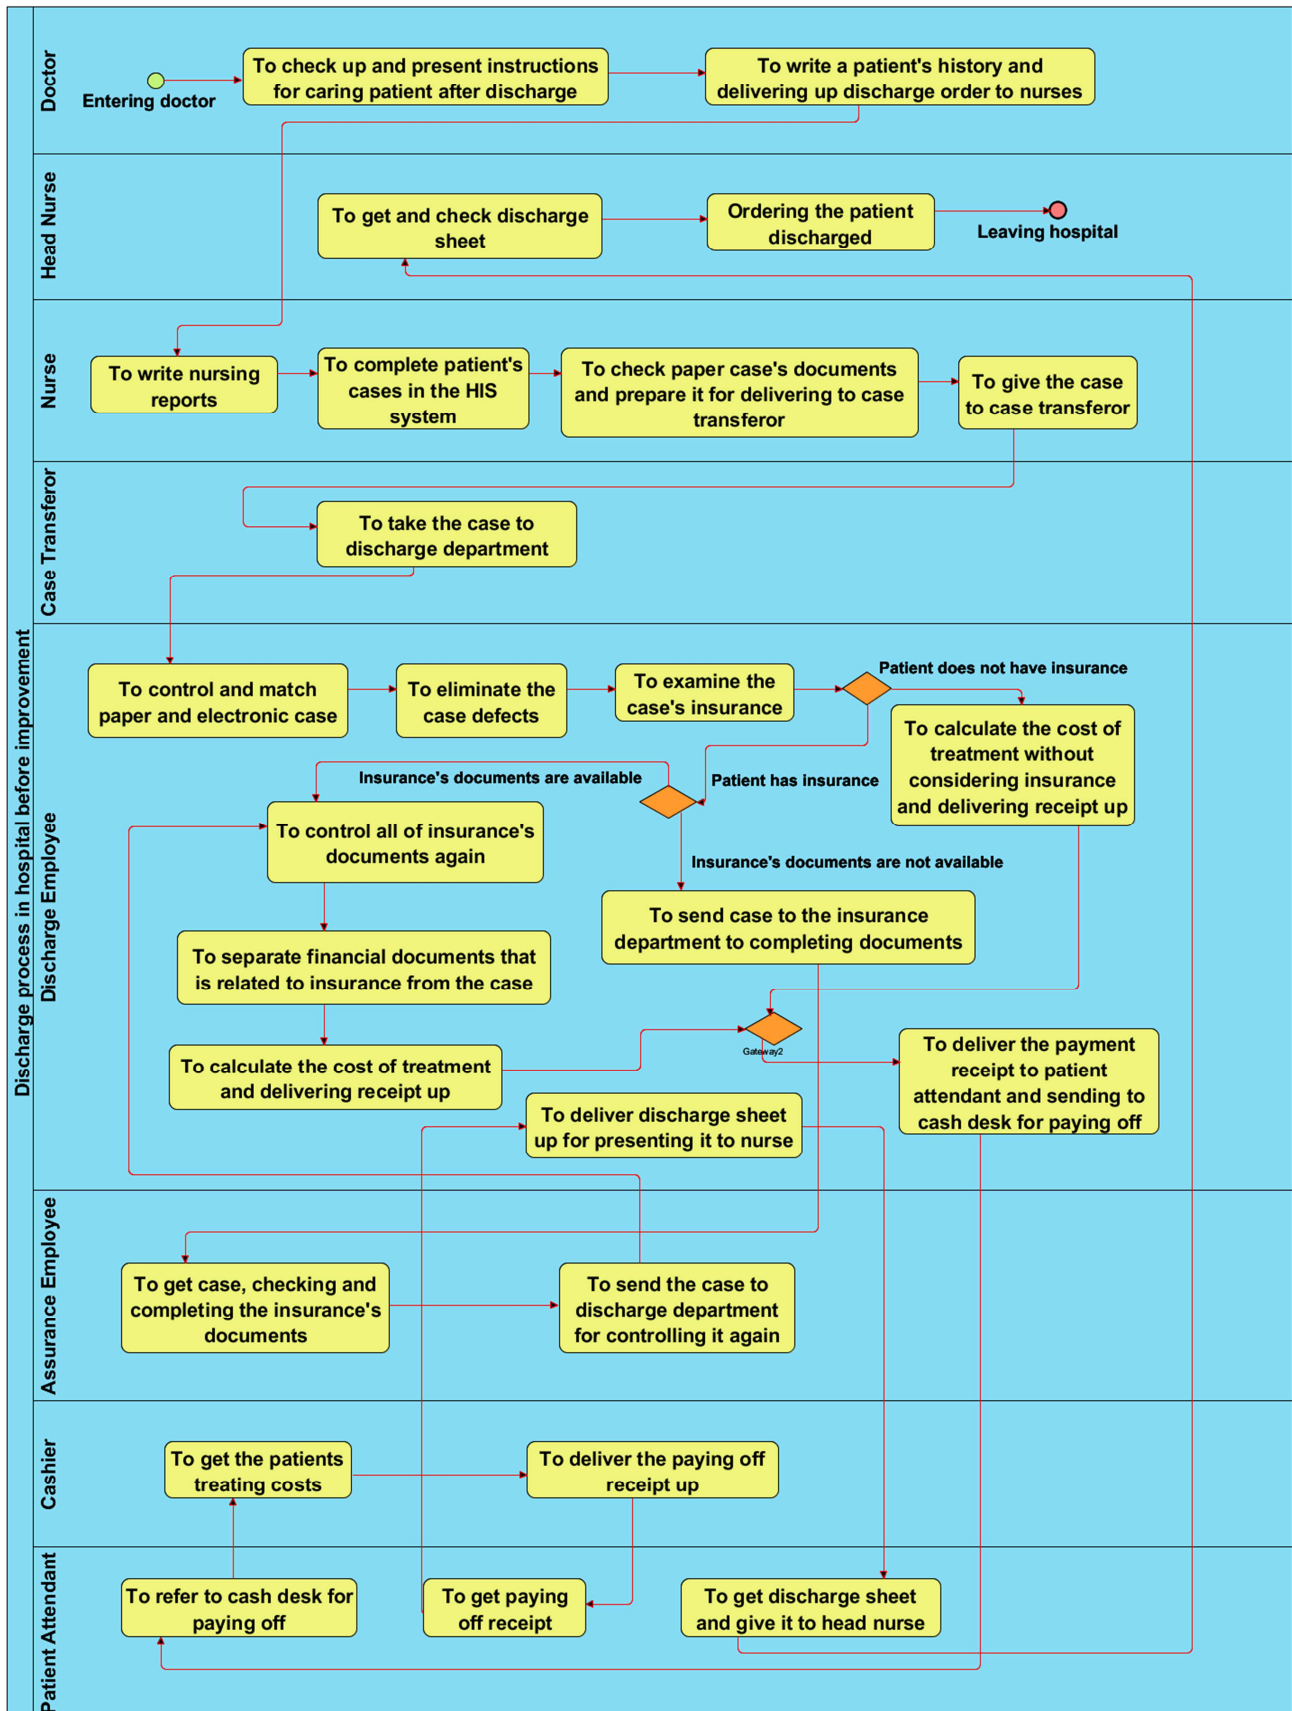 Discharge process in hospital before improvement
Doctor
Entering doctor
To check up and present instructions
for caring patient after discharge
To write a patient's history and
delivering up discharge order to nurses
Head Nurse
To get and check discharge
sheet
Ordering the patient
discharged
Leaving hospital
Nurse
To write nursing
reports
To complete patient's
cases in the HIS
system
To check paper case's documents
and prepare it for delivering to case
transferor
To give the case
to case transferor
Case Transferor
To take the case to
discharge department
Discharge Employee
To control and match
paper and electronic case
To eliminate the
case defects
To examine the
case's insurance
Patient does not have insurance
To calculate the cost of
treatment without
considering insurance
and delivering receipt up
Patient has insurance
Insurance's documents are available
To control all of insurance's
documents again
Insurance's documents are not available
To send case to the insurance
department to completing documents
To separate financial documents that
is related to insurance from the case
To calculate the cost of treatment
and delivering receipt up
Gateway2
To deliver the payment
receipt to patient
attendant and sending to
cash desk for paying off
To deliver discharge sheet
up for presenting it to nurse
Assurance Employee
To get case, checking and
completing the insurance's
documents
To send the case to
discharge department
for controlling it again
Cashier
To get the patients
treating costs
To deliver the paying off
receipt up
Patient Attendant
To refer to cash desk for
paying off
To get paying
off receipt
To get discharge sheet
and give it to head nurse